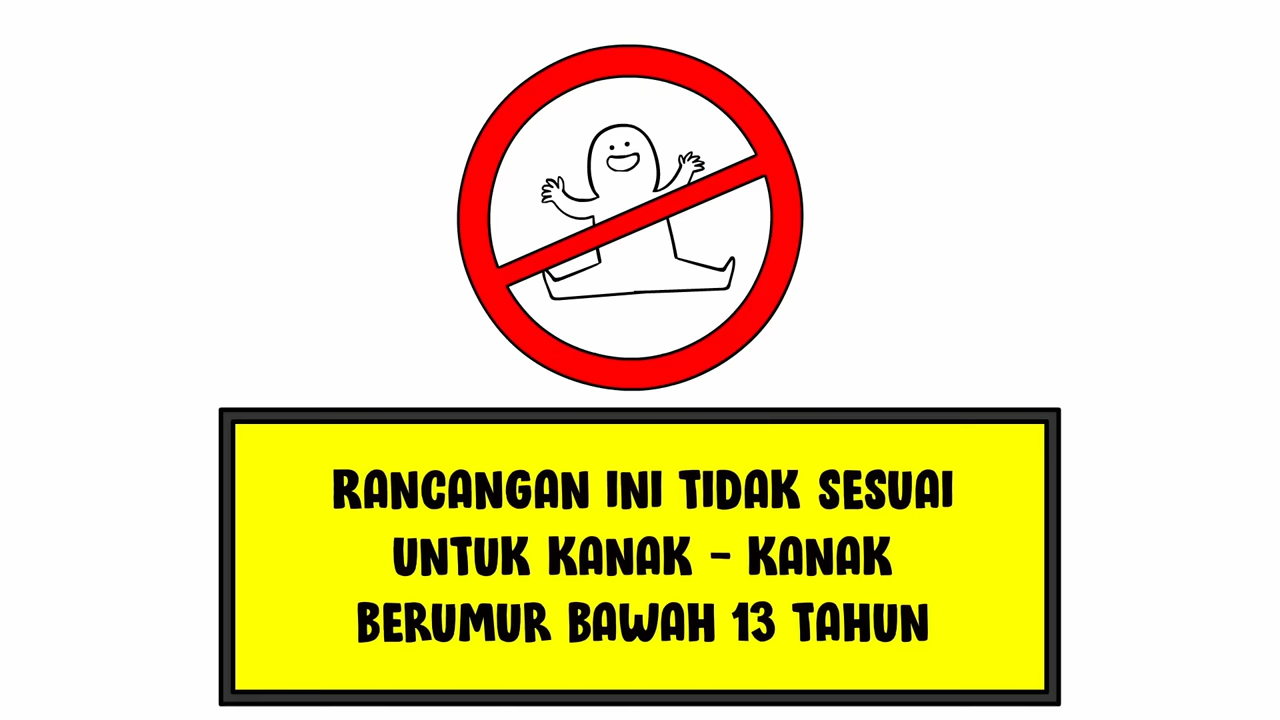 RANCANGAN INI TIDAK SESUAI
UNTUK KANAK - KANAK
BERUMUR BAWAH 13 TAHUN